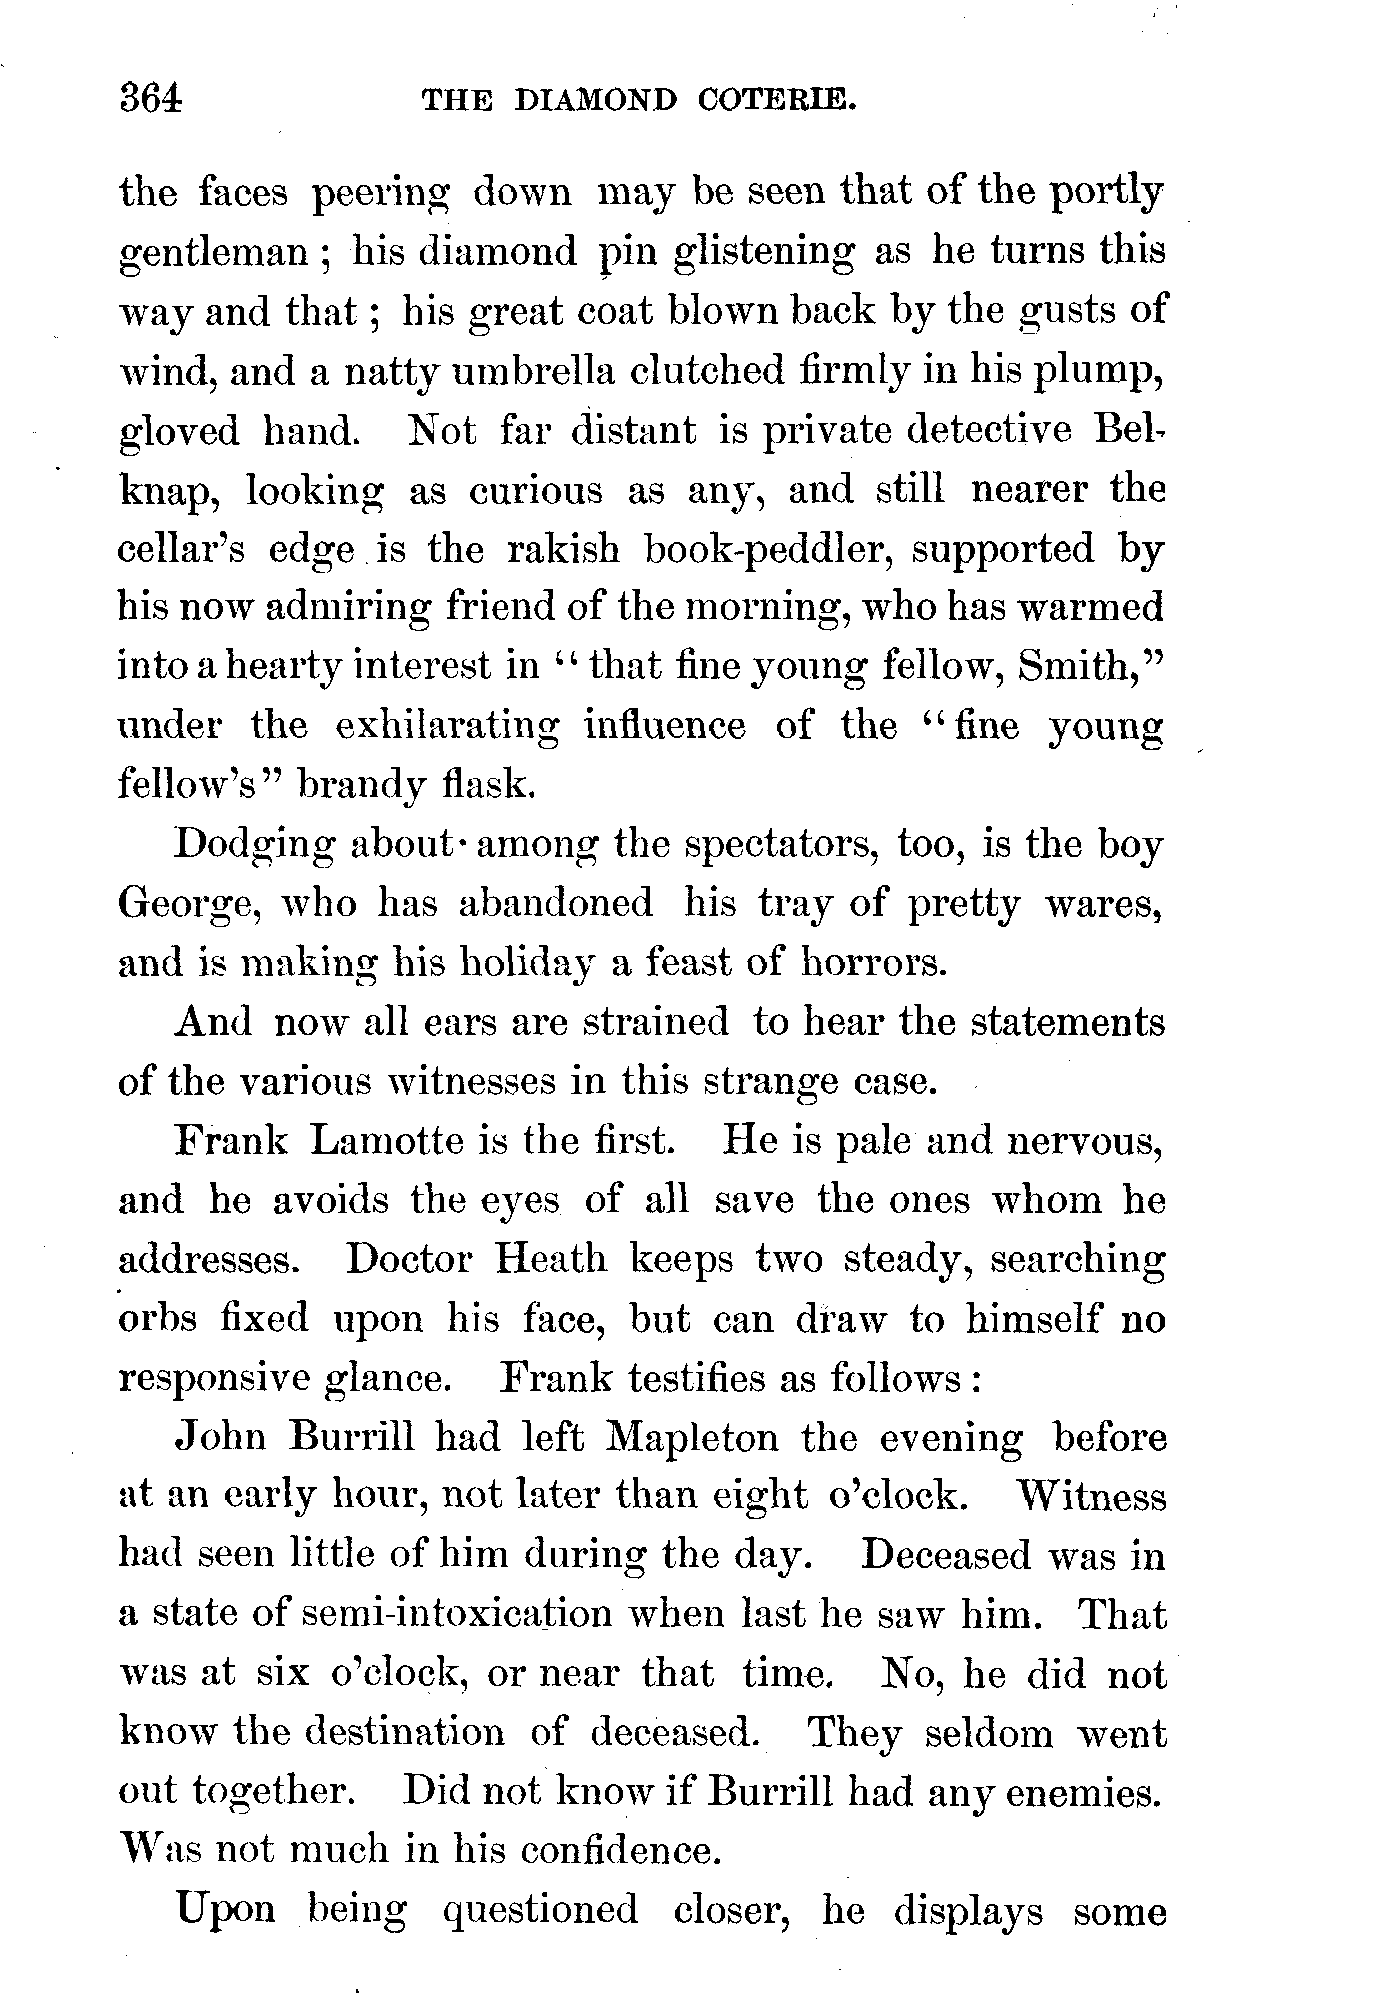 364 THE DIAMOND COTERIE.
the faces peering down may be seen that of the portly
gentleman ; his diamond pin glistening as he turns this
way and that ; his great coat blown back by the gusts of
wind, and a natty umbrella clutched firmly in his plump,
gloved hand. Not far distant is private detective Bel-
knap, looking as curious as any, and still nearer the
cellar's edge is the rakish book-peddler, supported by
his now admiring friend of the morning, who has warmed
into a hearty interest in “ that fine young fellow, Smith,”
under the exhilarating influence of the “ fine young
fellow's” brandy flask.
Dodging about among the spectators, too, is the boy
George, who has abandoned his tray of pretty wares,
and is making his holiday a feast of horrors.
And now all ears are strained to hear the statements
of the various witnesses in this strange case.
Frank Lamotte is the first. He is pale and nervous,
and he avoids the eyes of all save the ones whom he
addresses. Doctor Heath keeps two steady, searching
orbs fixed upon his face, but can draw to himself no
responsive glance. Frank testifies as follows :
John Burrill had left Mapleton the evening before
at an early hour, not later than eight o'clock. Witness
had seen little of him during the day. Deceased was in
a state of semi-intoxication when last he saw him. That
was at six o'clock, or near that time. No, he did not
know the destination of deceased. They seldom went
out together. Did not know if Burrill had any enemies.
Was not much in his confidence.
Upon being questioned closer, he displays some